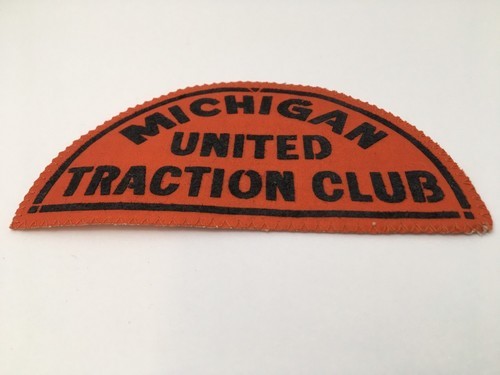 MICHIGAN
UNITED
TRACTION CLUB